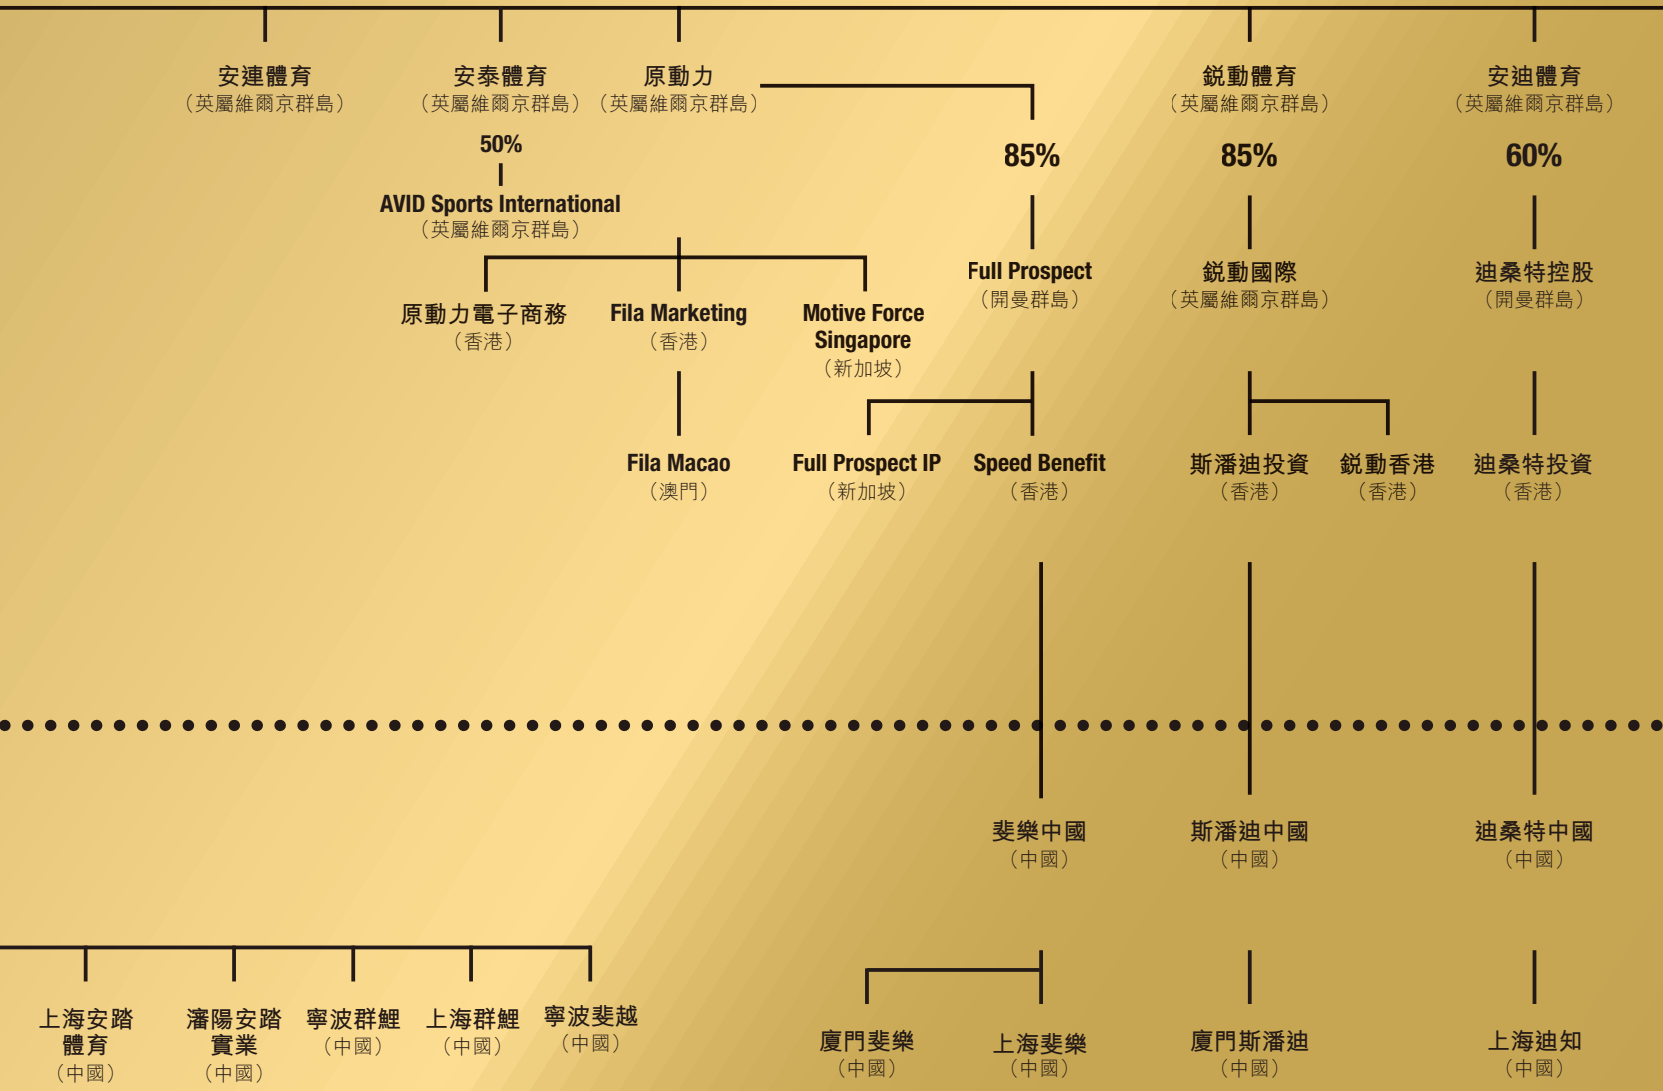 安連體育
（英屬維爾京群島）
安泰體育
（英屬維爾京群島）
原動力
（英屬維爾京群島）
鋭動體育
（英屬維爾京群島）
安迪體育
（英屬維爾京群島）
50%
85%
85%
60%
AVID Sports International
（英屬維爾京群島）
Full Prospect
（開曼群島）
鋭動國際
（英屬維爾京群島）
迪桑特控股
（開曼群島）
原動力電子商務
（香港）
Fila Marketing
（香港）
Motive Force
Singapore
（新加坡）
Fila Macao
（澳門）
Full Prospect IP
（新加坡）
Speed Benefit
（香港）
斯潘迪投資
（香港）
鋭動香港
（香港）
迪桑特投資
（香港）
斐樂中國
（中國）
斯潘迪中國
（中國）
迪桑特中國
（中國）
上海安踏
體育
（中國）
瀋陽安踏
實業
（中國）
寧波群鯉
（中國）
上海群鯉
（中國）
寧波斐越
（中國）
廈門斐樂
（中國）
上海斐樂
（中國）
廈門斯潘迪
（中國）
上海迪知
（中國）